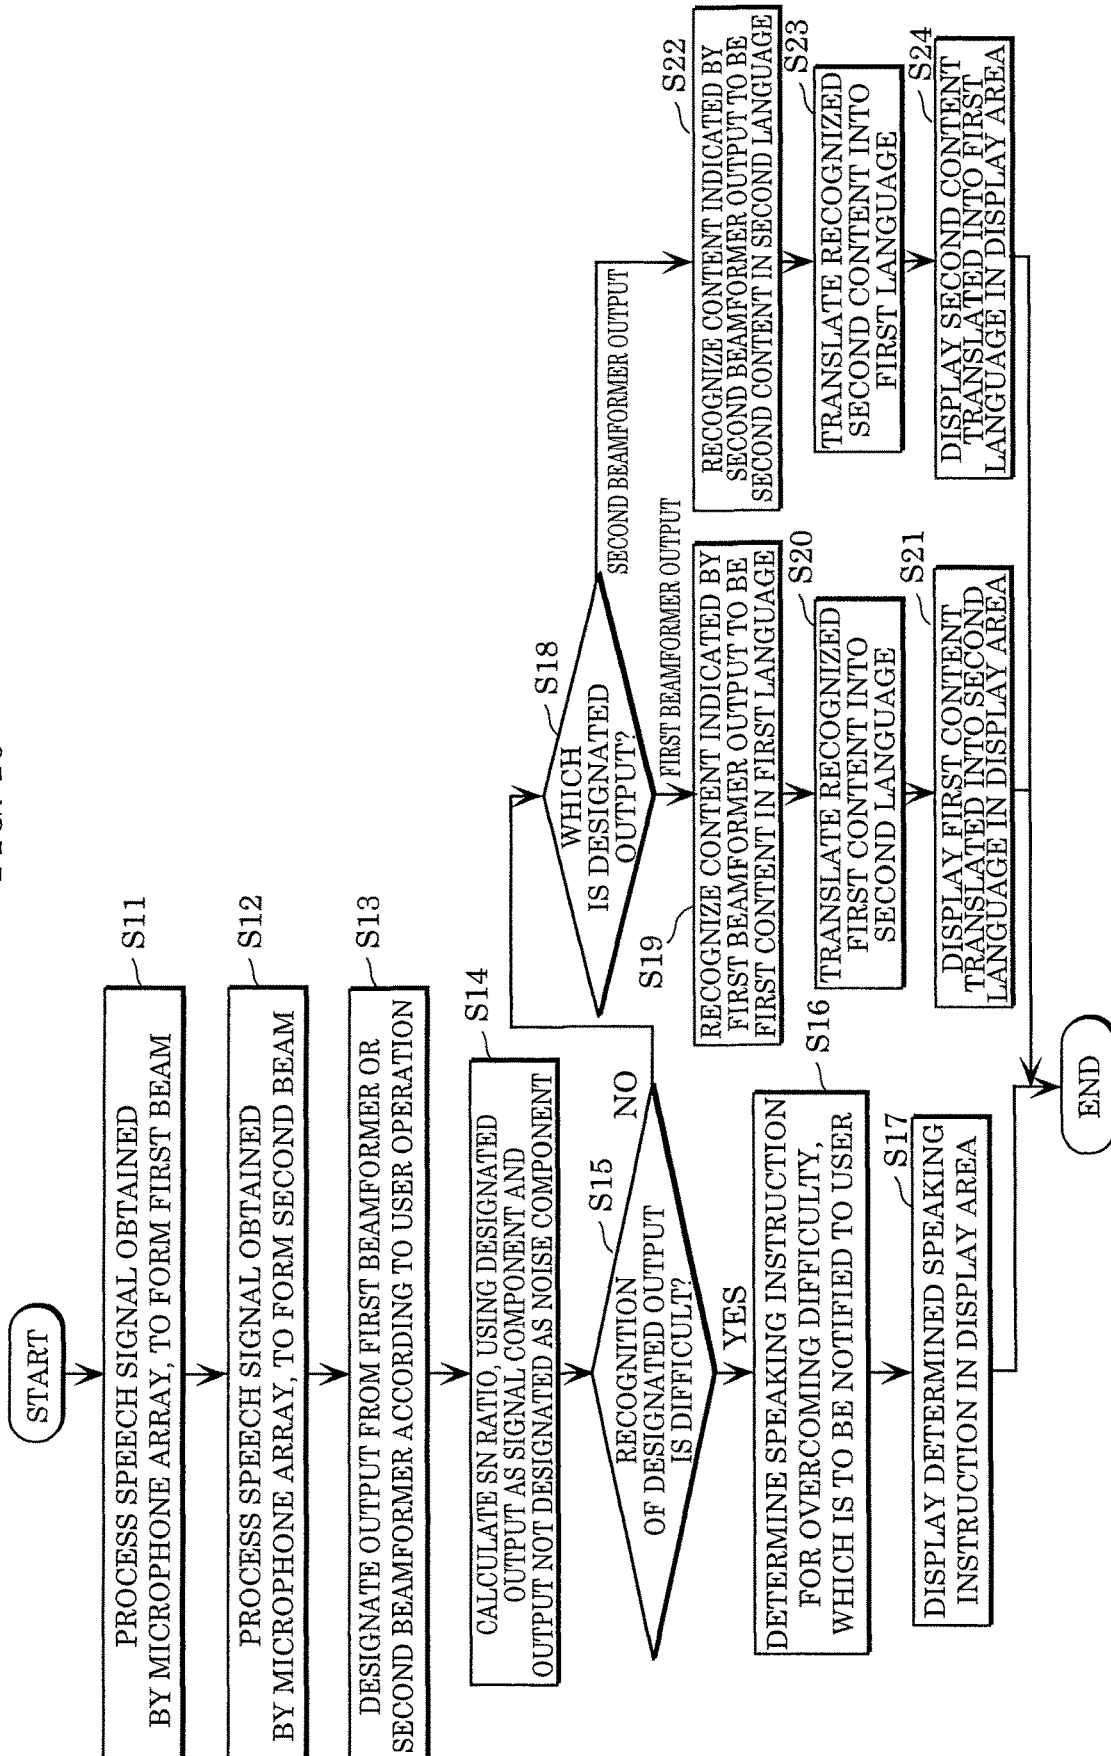 START
PROCESS SPEECH SIGNAL OBTAINED
BY MICROPHONE ARRAY, TO FORM FIRST BEAM
S11
PROCESS SPEECH SIGNAL OBTAINED
BY MICROPHONE ARRAY, TO FORM SECOND BEAM
S12
DESIGNATE OUTPUT FROM FIRST BEAMFORMER OR
SECOND BEAMFORMER ACCORDING TO USER OPERATION
S13
CALCULATE SN RATIO, USING DESIGNATED
OUTPUT AS SIGNAL COMPONENT AND
OUTPUT NOT DESIGNATED AS NOISE COMPONENT
S14
RECOGNITION
OF DESIGNATED OUTPUT
IS DIFFICULT?
S15
NO
YES
DETERMINE SPEAKING INSTRUCTION
FOR OVERCOMING DIFFICULTY,
WHICH IS TO BE NOTIFIED TO USER
S16
DISPLAY DETERMINED SPEAKING
INSTRUCTION IN DISPLAY AREA
S17
WHICH
IS DESIGNATED
OUTPUT?
S18
FIRST BEAMFORMER OUTPUT
SECOND BEAMFORMER OUTPUT
S19
RECOGNIZE CONTENT INDICATED BY
FIRST BEAMFORMER OUTPUT TO BE
FIRST CONTENT IN FIRST LANGUAGE
S20
TRANSLATE RECOGNIZED
FIRST CONTENT INTO
SECOND LANGUAGE
S21
DISPLAY FIRST CONTENT
TRANSLATED INTO SECOND
LANGUAGE IN DISPLAY AREA
S22
RECOGNIZE CONTENT INDICATED BY
SECOND BEAMFORMER OUTPUT TO BE
SECOND CONTENT IN SECOND LANGUAGE
S23
TRANSLATE RECOGNIZED
SECOND CONTENT INTO
FIRST LANGUAGE
S24
DISPLAY SECOND CONTENT
TRANSLATED INTO FIRST
LANGUAGE IN DISPLAY AREA
END